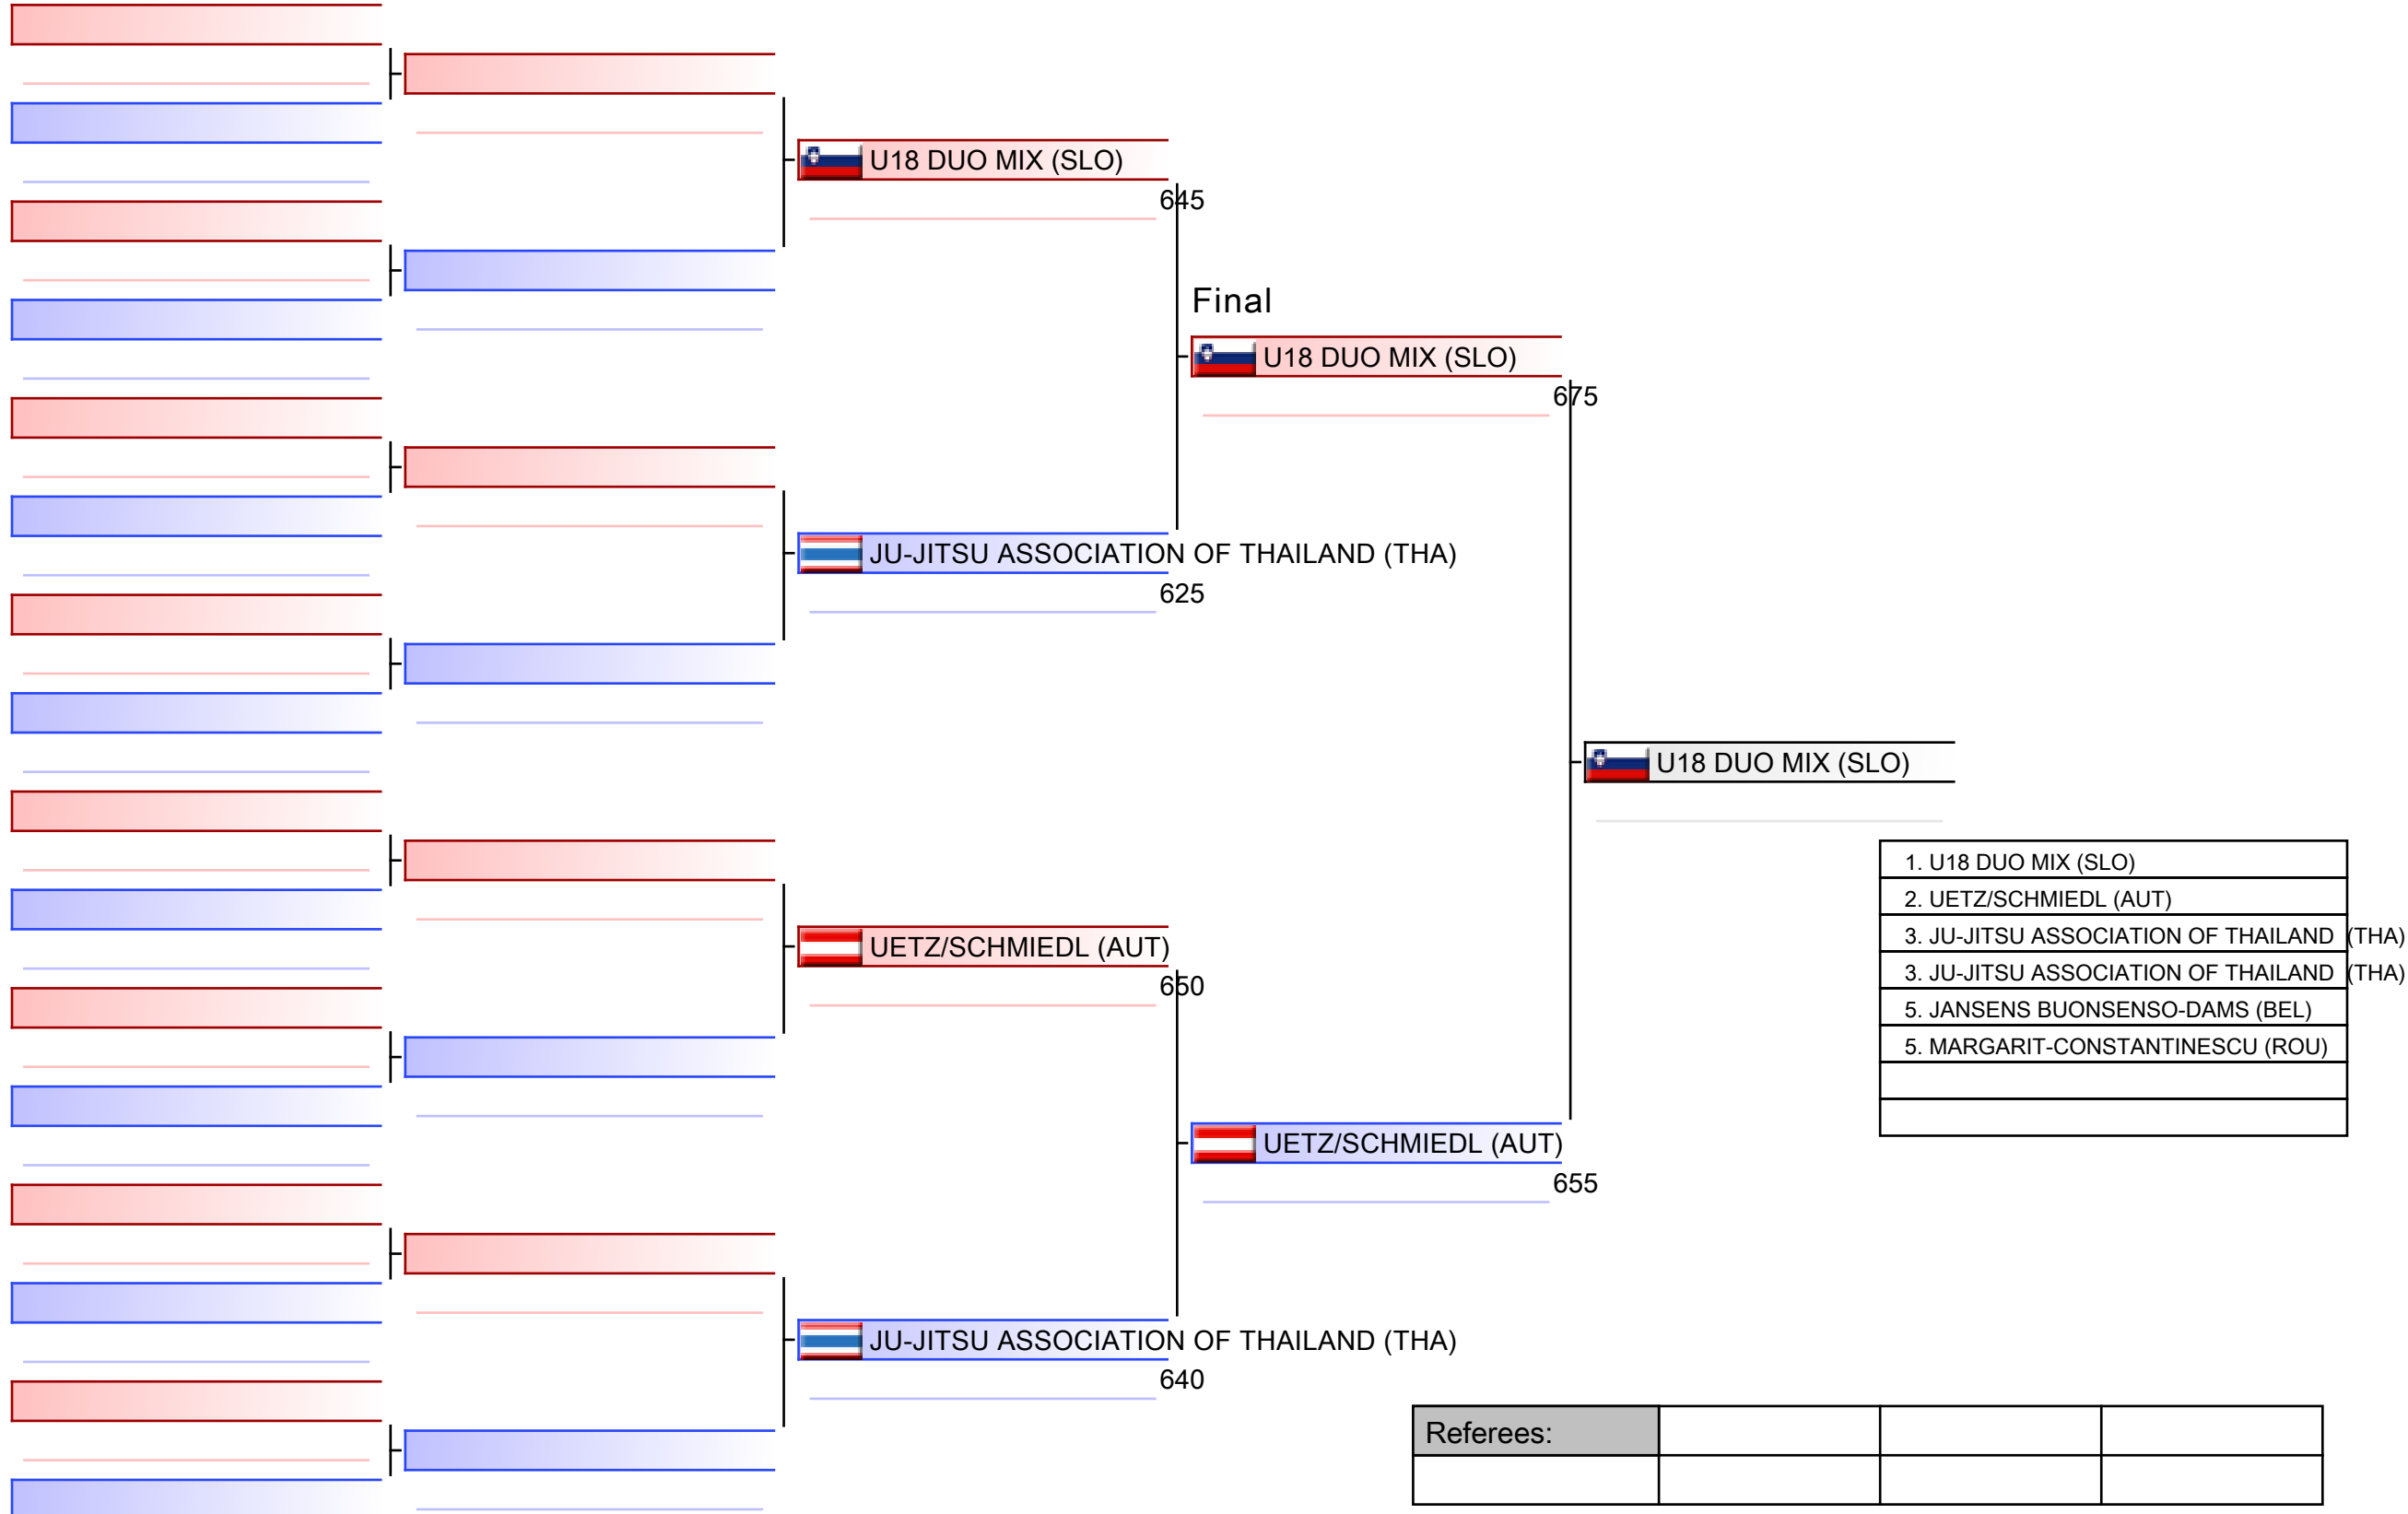 U18 DUO MIX (SLO)
645
Final
U18 DUO MIX (SLO)
675
JU-JITSU ASSOCIATION OF THAILAND (THA)
625
U18 DUO MIX (SLO)
1. U18 DUO MIX (SLO)
2. UETZ/SCHMIEDL (AUT)
3. JU-JITSU ASSOCIATION OF THAILAND (THA)
3. JU-JITSU ASSOCIATION OF THAILAND (THA)
5. JANSENS BUONSENSO-DAMS (BEL)
5. MARGARIT-CONSTANTINESCU (ROU)
UETZ/SCHMIEDL (AUT)
650
UETZ/SCHMIEDL (AUT)
655
JU-JITSU ASSOCIATION OF THAILAND (THA)
640
Referees: